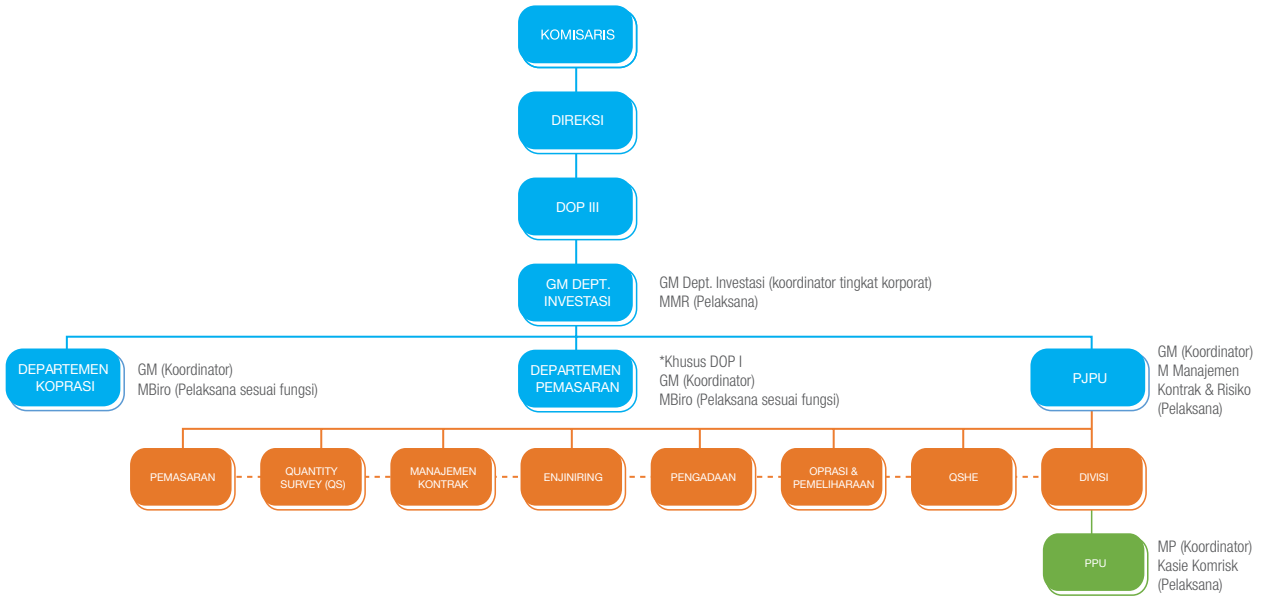 KOMISARIS
DIREKSI
DOP III
GM DEPT.
INVESTASI
GM Dept. Investasi (koordinator tingkat korporat)
MMR (Pelaksana)
DEPARTEMEN
KOPRASI
GM (Koordinator)
MBiro (Pelaksana sesuai fungsi)
DEPARTEMEN
PEMASARAN
*Khusus DOP I
GM (Koordinator)
MBiro (Pelaksana sesuai fungsi)
PJPU
GM (Koordinator)
M Manajemen
Kontrak & Risiko
(Pelaksana)
PEMASARAN
QUANTITY
SURVEY (QS)
MANAJEMEN
KONTRAK
ENJINIRING
PENGADAAN
OPRASI &
PEMELIHARAAN
QSHE
DIVISI
PPU
MP (Koordinator)
Kasie Komrisk
(Pelaksana)